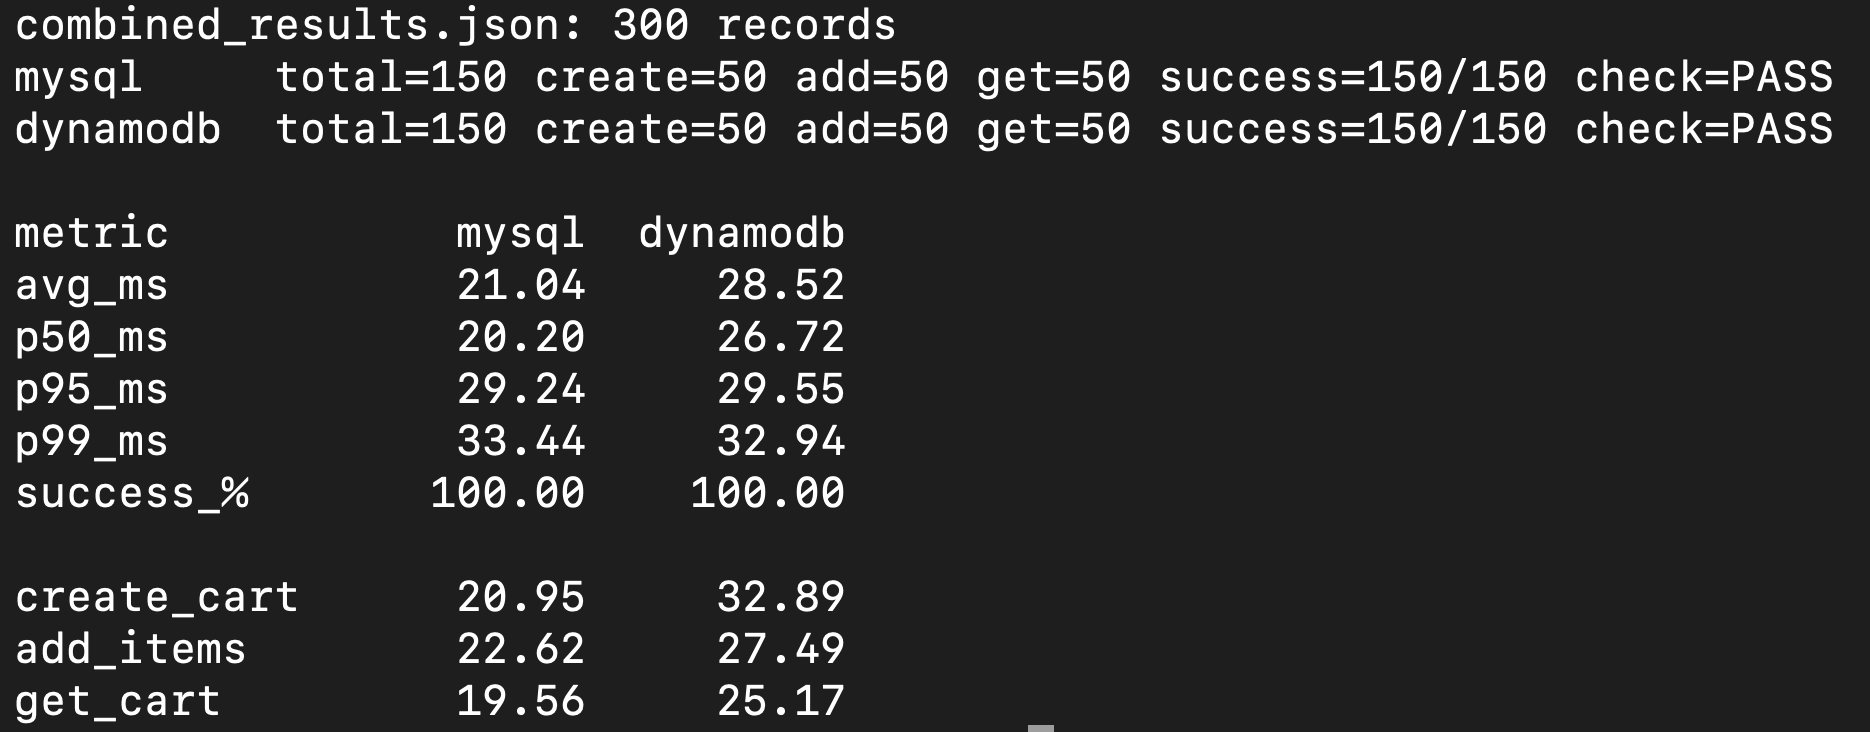 combined_results.json: 300 records
mysql     total=150 create=50 add=50 get=50 success=150/150 check=PASS
dynamodb  total=150 create=50 add=50 get=50 success=150/150 check=PASS
metric           mysql  dynamodb
avg_ms           21.04     28.52
p50_ms           20.20     26.72
p95_ms           29.24     29.55
p99_ms           33.44     32.94
success_%       100.00    100.00
create_cart      20.95     32.89
add_items        22.62     27.49
get_cart         19.56     25.17